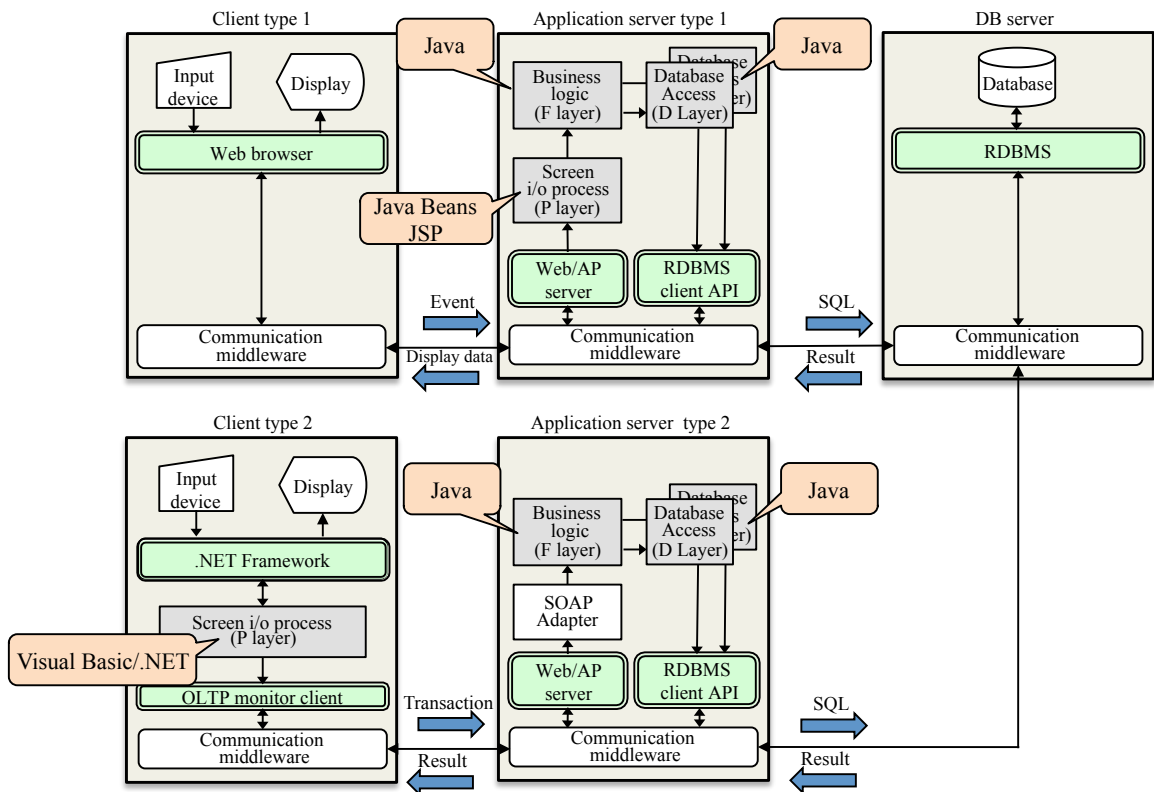 Client type 1
Application server type 1
DB server
Input
device
Display
Web browser
Communication
middleware
Java
Java
Business
logic
(F layer)
Database
Access
(D Layer)
Database
s
er)
Screen
i/o process
(P layer)
Java Beans
JSP
Web/AP
server
RDBMS
client API
Communication
middleware
Event
Display data
SQL
Result
Database
RDBMS
Communication
middleware
Client type 2
Application server  type 2
Input
device
Display
.NET Framework
Screen i/o process
(P layer)
Visual Basic/.NET
OLTP monitor client
Communication
middleware
Java
Java
Business
logic
(F layer)
Database
Access
(D Layer)
Database
s
er)
SOAP
Adapter
Web/AP
server
RDBMS
client API
Communication
middleware
Transaction
Result
SQL
Result